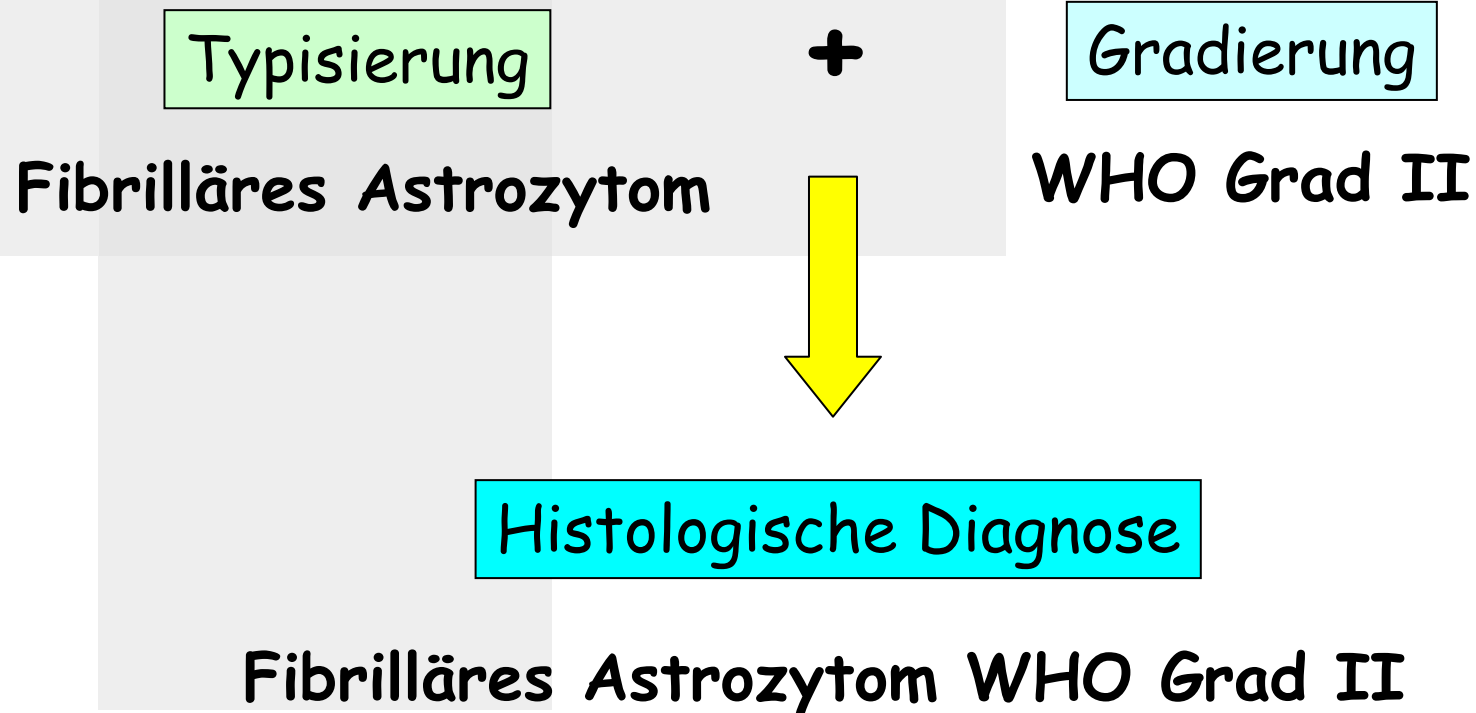 Typisierung + Gradierung
Fibrilläres Astrozytom WHO Grad II
Histologische Diagnose
Fibrilläres Astrozytom WHO Grad II